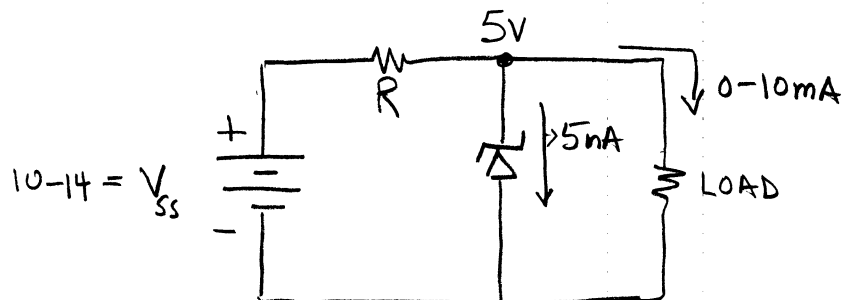 5V
R
0-10mA
+
>5mA
10-14 = Vss
LOAD
-